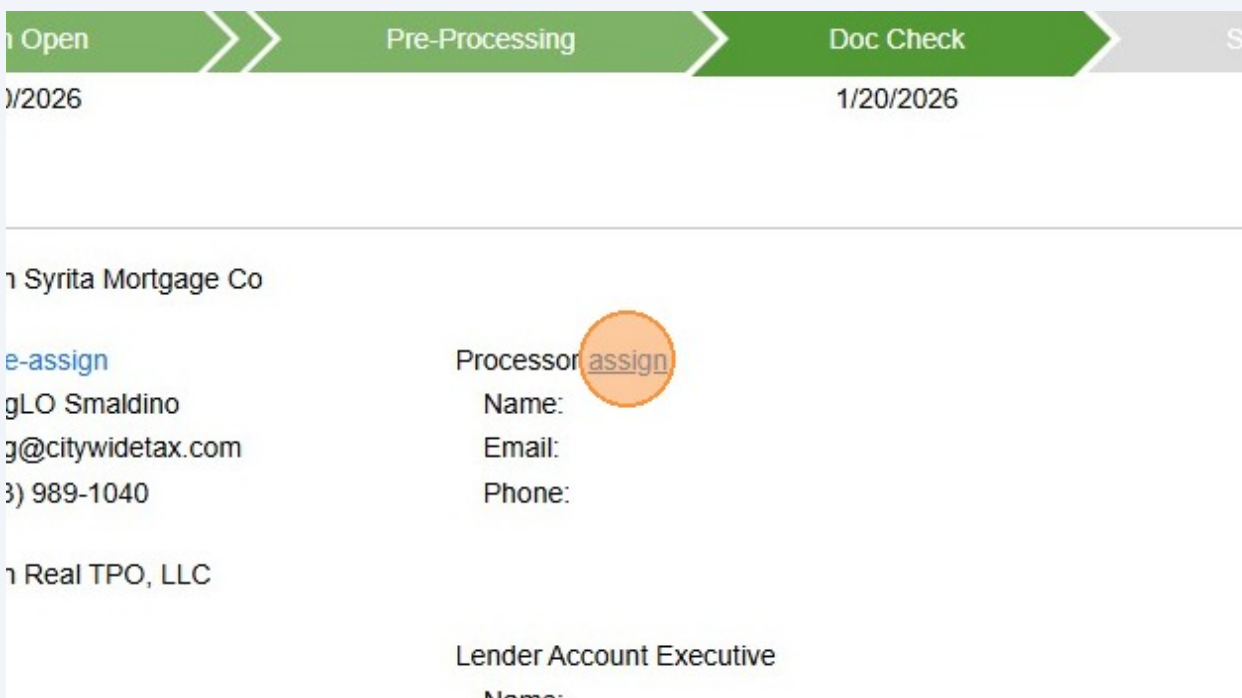 Open Pre-Processing Doc Check
/2026 1/20/2026
Syrita Mortgage Co
e-assign Processor assign
gLO Smaldino Name:
g@citywidetax.com Email:
) 989-1040 Phone:
Real TPO, LLC
Lender Account Executive
Name: